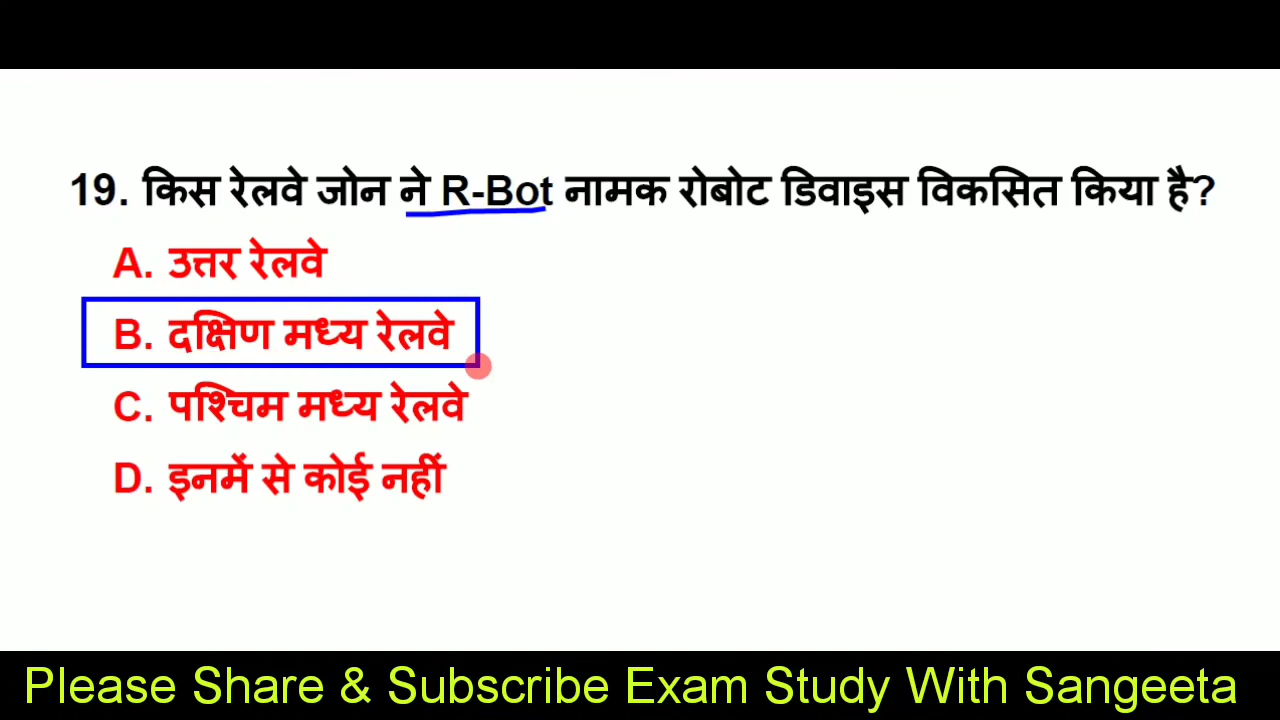 19. किस रेलवे जोन ने R-Bot नामक रोबोट डिवाइस विकसित किया है?
A. उत्तर रेलवे
B. दक्षिण मध्य रेलवे
C. पश्चिम मध्य रेलवे
D. इनमें से कोई नहीं
Please Share & Subscribe Exam Study With Sangeeta